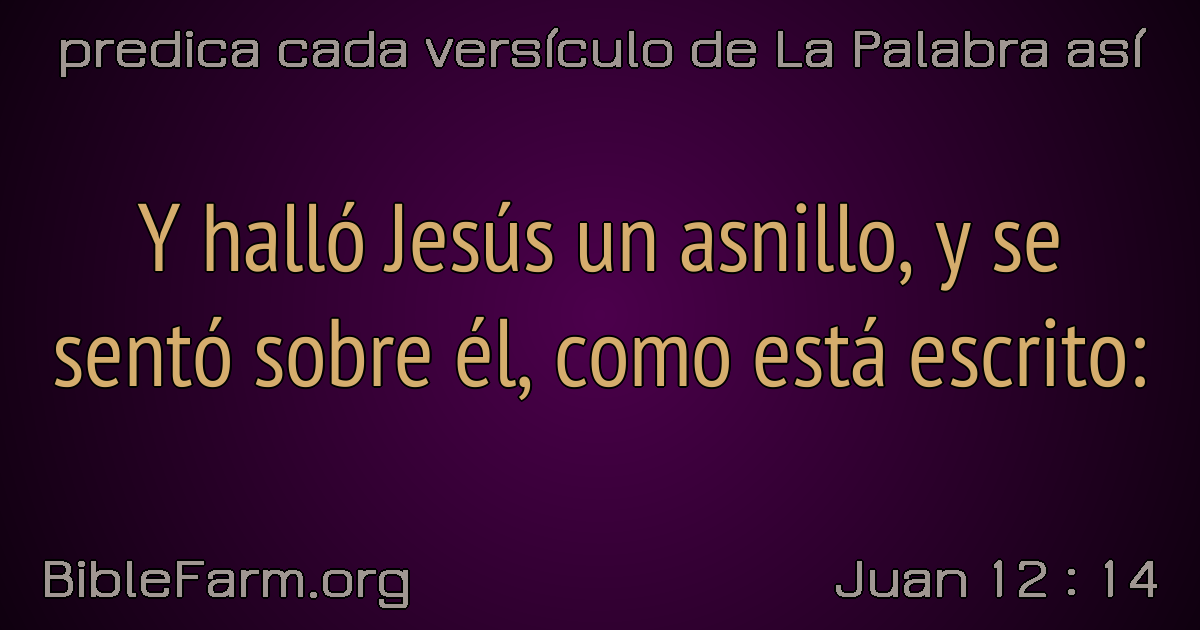 predica cada versículo de La Palabra así
Y halló Jesús un asnillo, y se
sentó sobre él, como está escrito:
BibleFarm.org
Juan 12 : 14